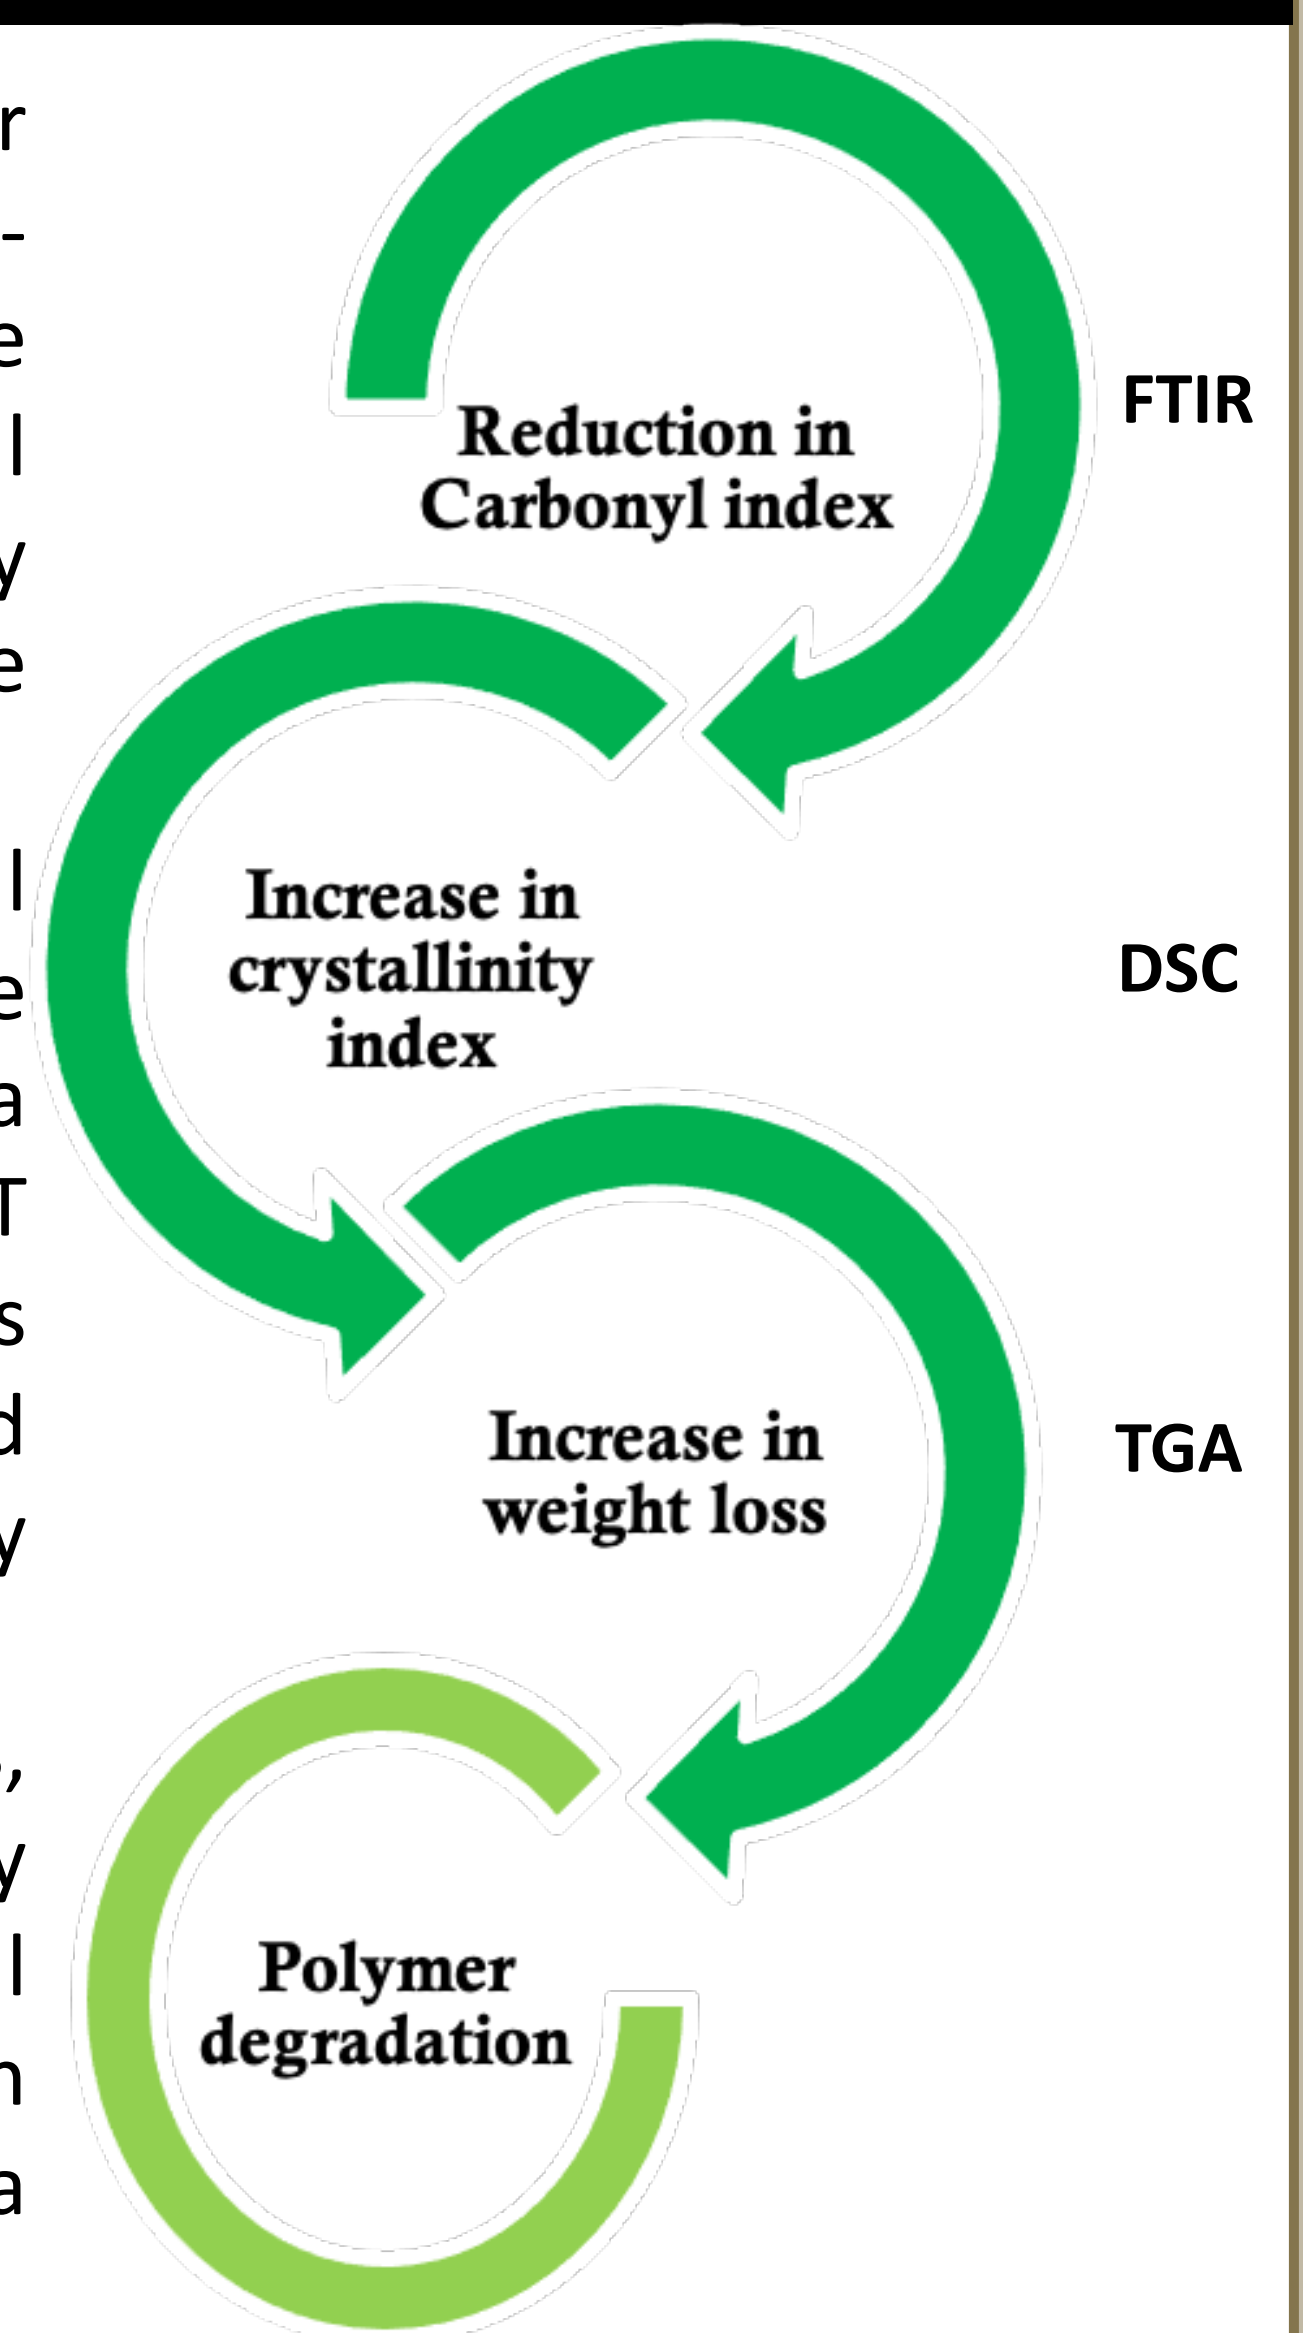 r
-
e
l
y
e
l
e
a
T
s
d
y
,
y
l
n
a
Reduction in
Carbonyl index
FTIR
Increase in
crystallinity
index
DSC
Increase in
weight loss
TGA
Polymer
degradation